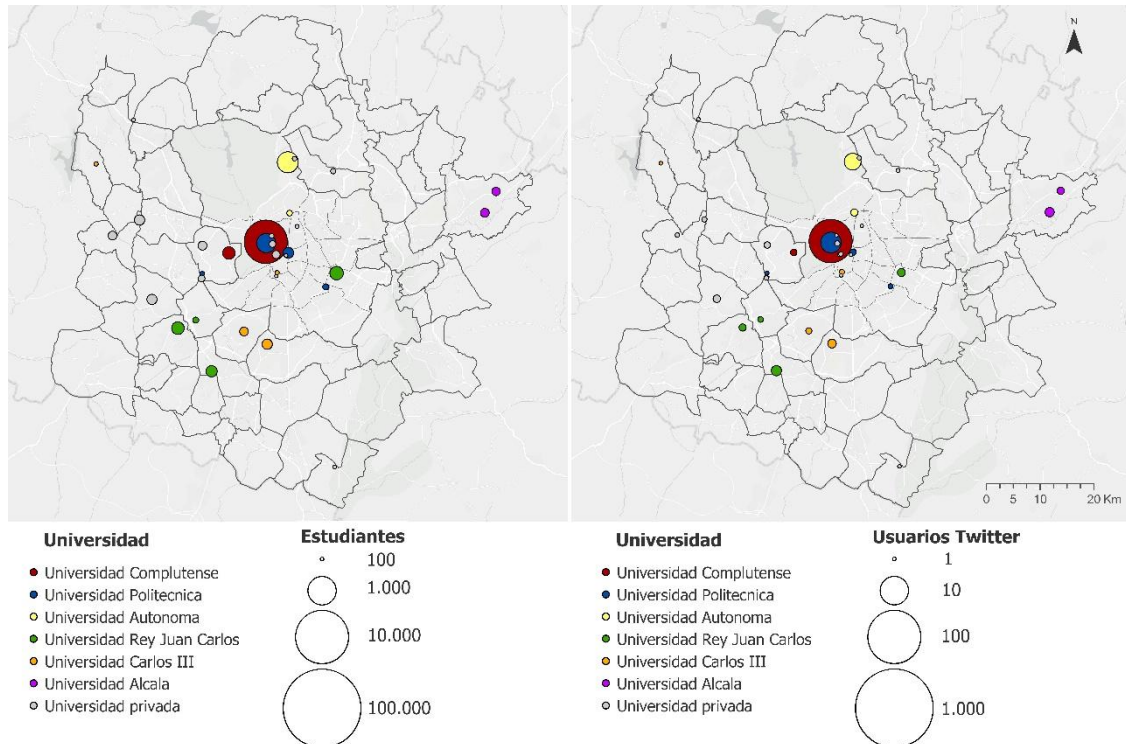 N
0 5 10 20 Km
Universidad
Universidad Complutense
Universidad Politecnica
Universidad Autonoma
Universidad Rey Juan Carlos
Universidad Carlos III
Universidad Alcala
Universidad privada
Estudiantes
100
1.000
10.000
100.000
Universidad
Universidad Complutense
Universidad Politecnica
Universidad Autonoma
Universidad Rey Juan Carlos
Universidad Carlos III
Universidad Alcala
Universidad privada
Usuarios Twitter
1
10
100
1.000